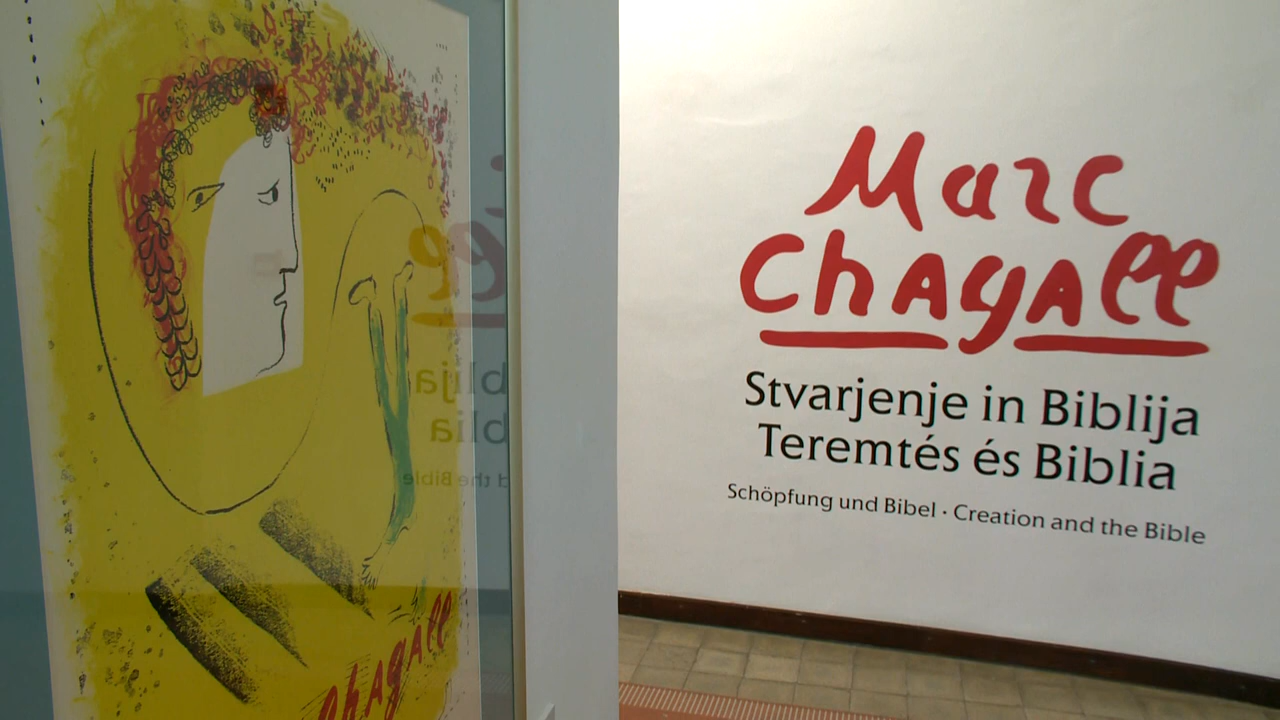 Marc
Chagall
Stvarjenje in Biblija
Teremtés és Biblia
Schöpfung und Bibel · Creation and the Bible
Chagall